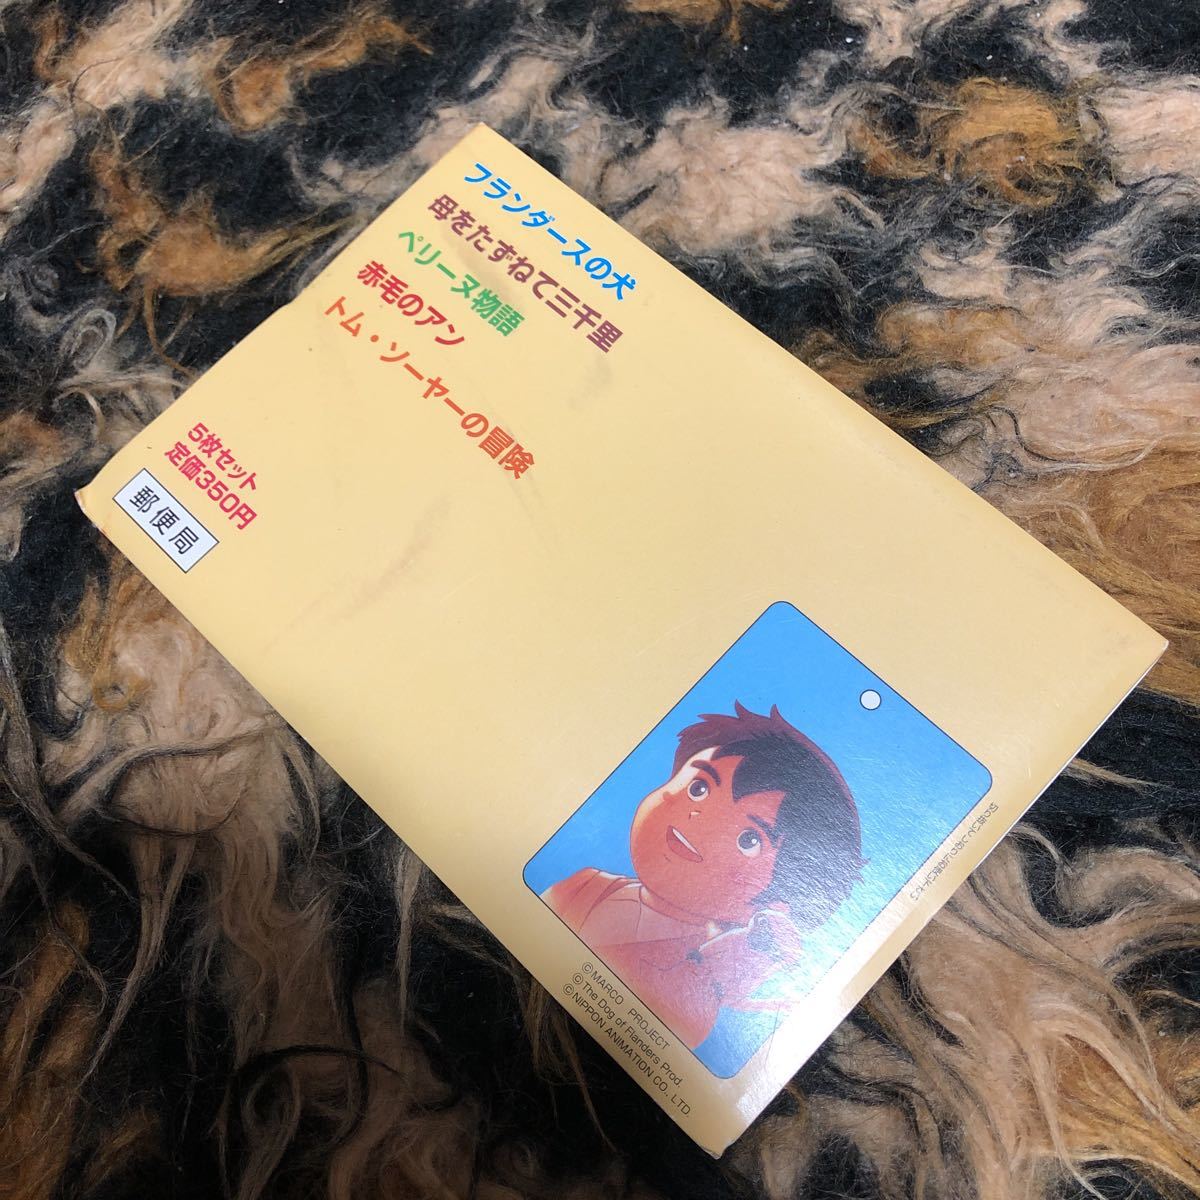 フランダースの犬
母をたずねて三千里
ペリーヌ物語
赤毛のアン
トム・ソーヤーの冒険
5枚セット
定価350円
郵便局
©MARCO PROJECT
©The Dog of Flanders Prod.
©NIPPON ANIMATION CO., LTD.